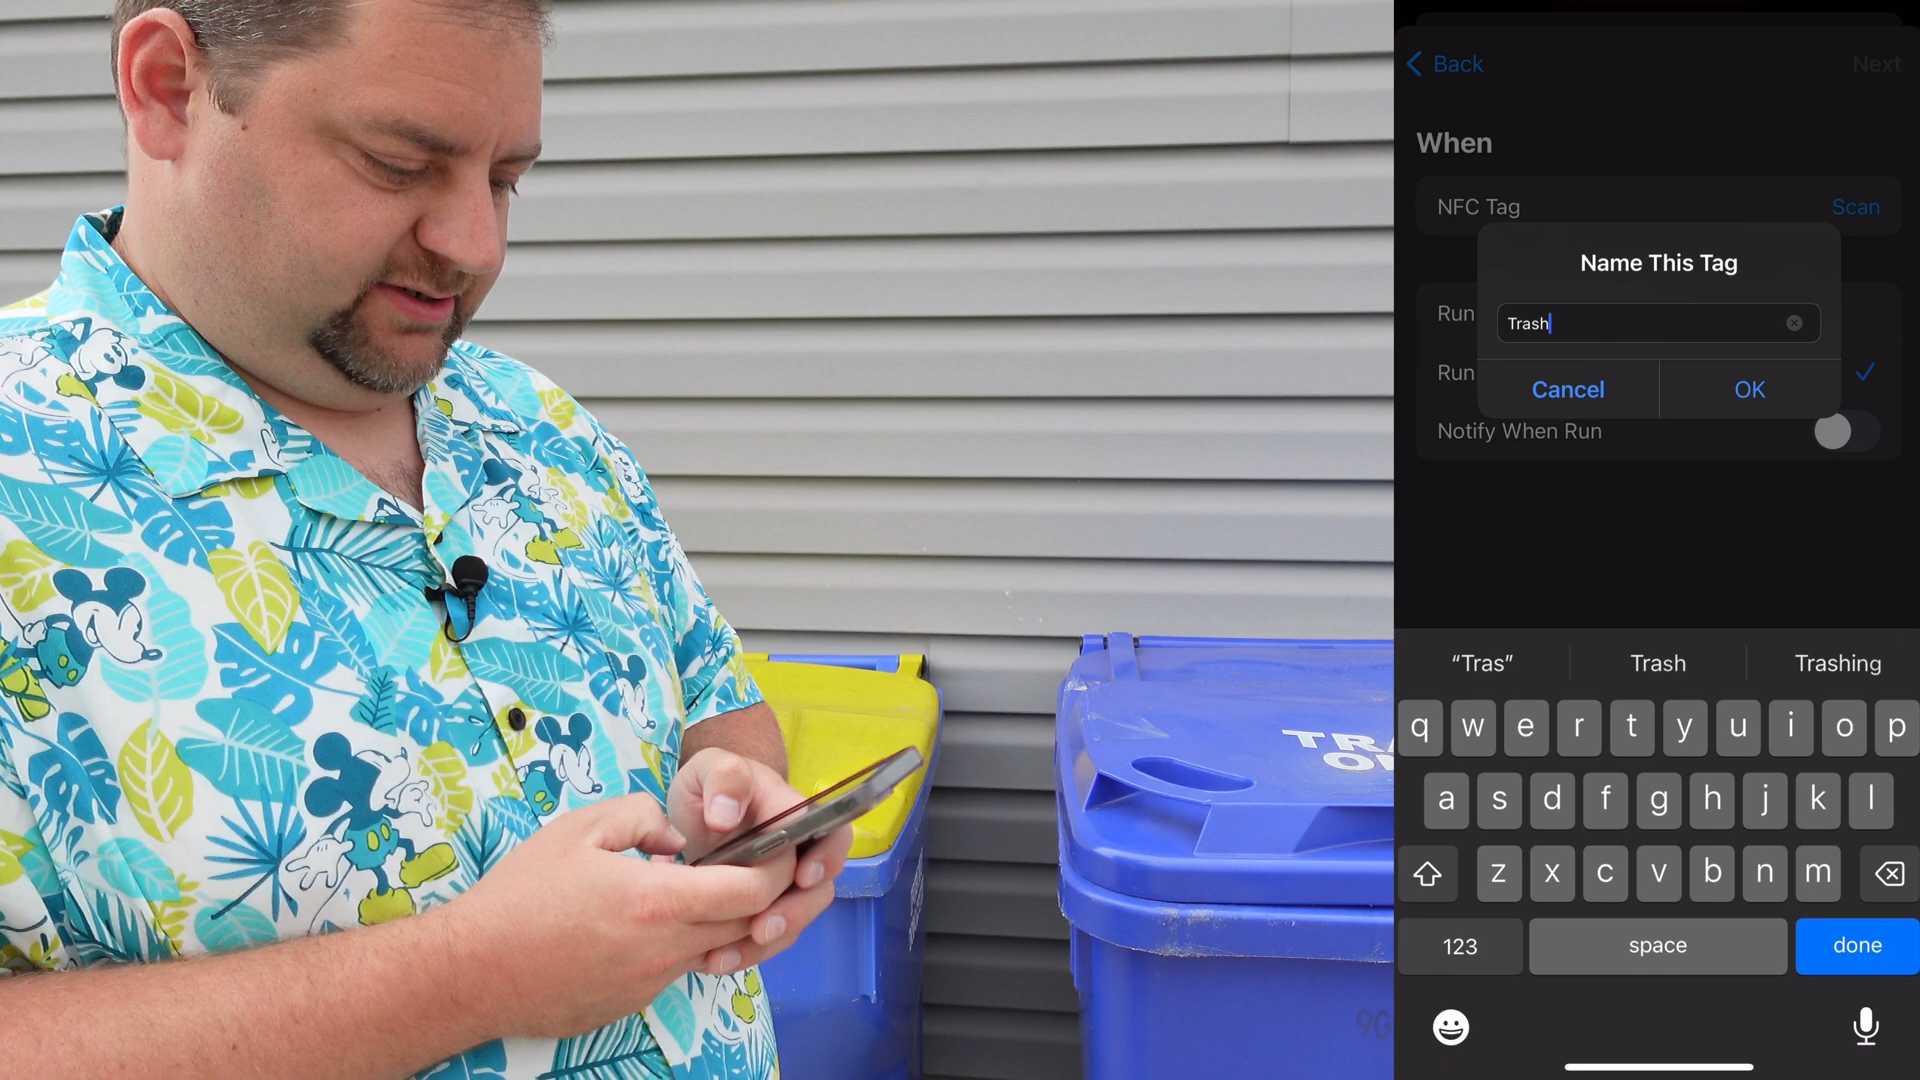 Back
Next
When
NFC Tag
Scan
Name This Tag
Run
Trash
Run
Cancel
OK
Notify When Run
“Tras”
Trash
Trashing
q w e r t y u i o p
a s d f g h j k l
z x c v b n m
123
space
done